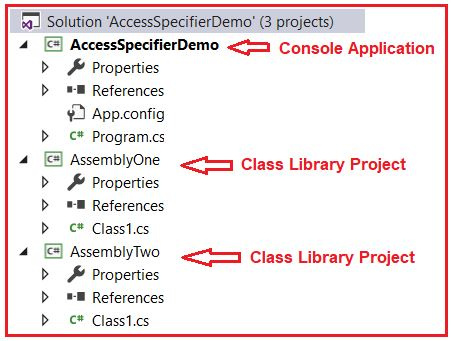 Solution 'AccessSpecifierDemo' (3 projects)
C# AccessSpecifierDemo Console Application
Properties
References
App.config
C# Program.cs
C# AssemblyOne Class Library Project
Properties
References
C# Class1.cs
C# AssemblyTwo Class Library Project
Properties
References
C# Class1.cs